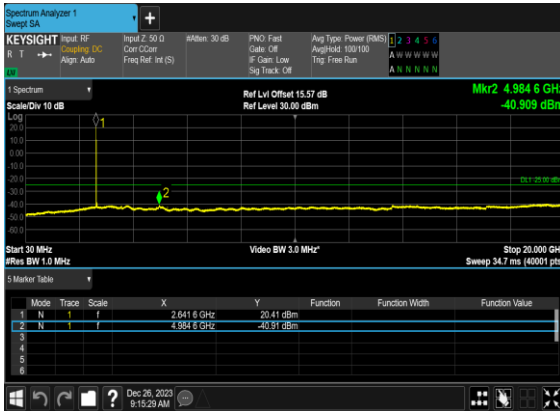 Spectrum Analyzer 1
Swept SA
+
KEYSIGHT Input: RF Input Z: 50 Ω #Atten: 30 dB PNO: Fast Avg Type: Power (RMS) 1 2 3 4 5 6
R T Coupling: DC Corr CCorr Gate: Off Avg|Hold: 100/100 A W W W W W
Align: Auto Freq Ref: Int (S) IF Gain: Low Trig: Free Run
Sig Track: Off A N N N N N
1 Spectrum Ref Lvl Offset 15.57 dB Mkr2 4.984 6 GHz
Scale/Div 10 dB Ref Level 30.00 dBm -40.909 dBm
Log
20.0
10.0
0.00
-10.0
-20.0
-30.0
-40.0
-50.0
-60.0
1
2
DL1 -25.00 dBm
Start 30 MHz Video BW 3.0 MHz* Stop 20.000 GHz
#Res BW 1.0 MHz Sweep 34.7 ms (40001 pts)
5 Marker Table
Mode Trace Scale X Y Function Function Width Function Value
1 N 1 f 2.641 6 GHz 20.41 dBm
2 N 1 f 4.984 6 GHz -40.91 dBm
3
4
5
6
? Dec 26, 2023
9:15:29 AM